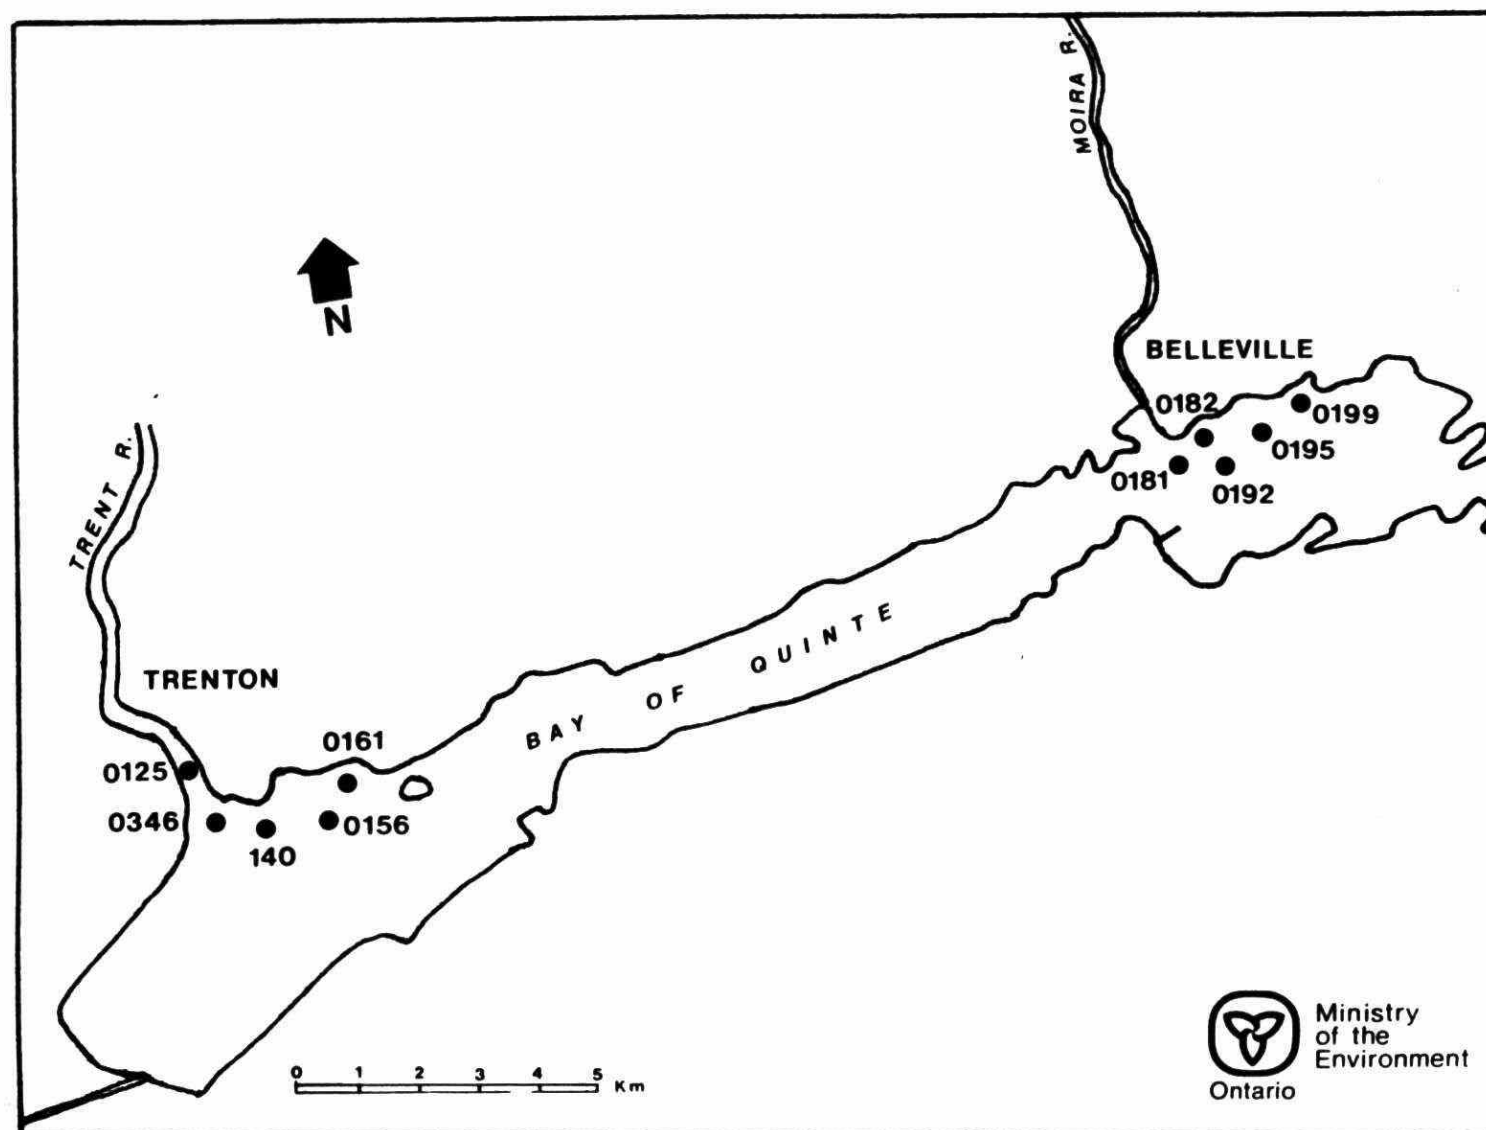 MOIRA R.
N
BELLEVILLE
0182
0199
0195
0181
0192
TRENT R.
BAY OF QUINTE
TRENTON
0161
0125
0346
0156
140
0 1 2 3 4 5 Km
Ministry
of the
Environment
Ontario